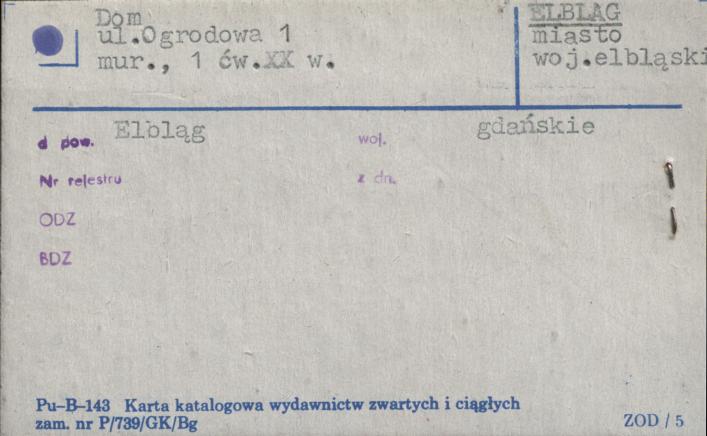 Dom
ul.Ogrodowa 1
mur., 1 ćw.XX w.
ELBLĄG
miasto
woj.elbląski
d pow. Elbląg woj. gdańskie
Nr rejestru z dn.
ODZ
BDZ
Pu–B–143 Karta katalogowa wydawnictw zwartych i ciągłych
zam. nr P/739/GK/Bg
ZOD / 5